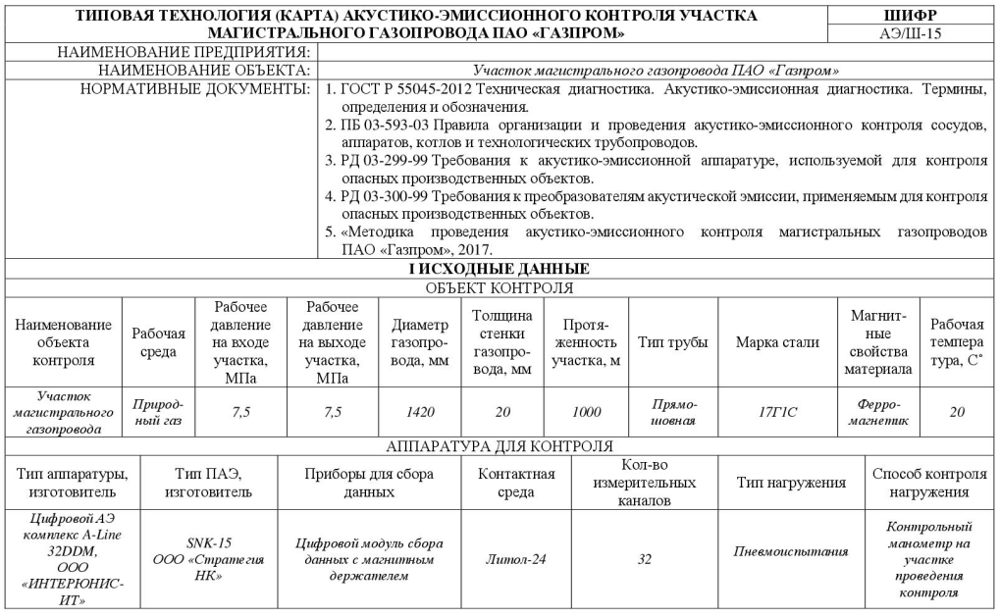 ТИПОВАЯ ТЕХНОЛОГИЯ (КАРТА) АКУСТИКО-ЭМИССИОННОГО КОНТРОЛЯ УЧАСТКА
МАГИСТРАЛЬНОГО ГАЗОПРОВОДА ПАО «ГАЗПРОМ»
ШИФР
АЭ/Ш-15
НАИМЕНОВАНИЕ ПРЕДПРИЯТИЯ:
НАИМЕНОВАНИЕ ОБЪЕКТА:
Участок магистрального газопровода ПАО «Газпром»
НОРМАТИВНЫЕ ДОКУМЕНТЫ:
1. ГОСТ Р 55045-2012 Техническая диагностика. Акустико-эмиссионная диагностика. Термины,
определения и обозначения.
2. ПБ 03-593-03 Правила организации и проведения акустико-эмиссионного контроля сосудов,
аппаратов, котлов и технологических трубопроводов.
3. РД 03-299-99 Требования к акустико-эмиссионной аппаратуре, используемой для контроля
опасных производственных объектов.
4. РД 03-300-99 Требования к преобразователям акустической эмиссии, применяемым для контроля
опасных производственных объектов.
5. «Методика проведения акустико-эмиссионного контроля магистральных газопроводов
ПАО «Газпром», 2017.
I ИСХОДНЫЕ ДАННЫЕ
ОБЪЕКТ КОНТРОЛЯ
Наименование
объекта
контроля
Рабочая
среда
Рабочее
давление
на входе
участка,
МПа
Рабочее
давление
на выходе
участка,
МПа
Диаметр
газопро-
вода, мм
Толщина
стенки
газопро-
вода, мм
Протя-
женность
участка, м
Тип трубы
Марка стали
Магнит-
ные
свойства
материала
Рабочая
темпера
тура, С˚
Участок
магистрального
газопровода
Природ-
ный газ
7,5
7,5
1420
20
1000
Прямо-
шовная
17Г1С
Ферро-
магнетик
20
АППАРАТУРА ДЛЯ КОНТРОЛЯ
Тип аппаратуры,
изготовитель
Тип ПАЭ,
изготовитель
Приборы для сбора
данных
Контактная
среда
Кол-во
измерительных
каналов
Тип нагружения
Способ контроля
нагружения
Цифровой АЭ
комплекс A-Line
32DDM,
ООО
«ИНТЕРЮНИС-
ИТ»
SNK-15
ООО «Стратегия
НК»
Цифровой модуль сбора
данных с магнитным
держателем
Литол-24
32
Пневмоиспытания
Контрольный
манометр на
участке
проведения
контроля